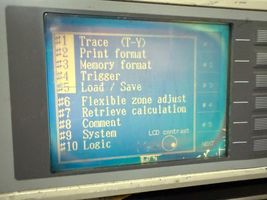 #1 Trace (T-Y)
#2 Print format
#3 Memory format
#4 Trigger
#5 Load / Save
#6 Flexible zone adjust
#7 Retrieve calculation
#8 Comment
#9 System
#10 Logic
LCD contrast
NEXT